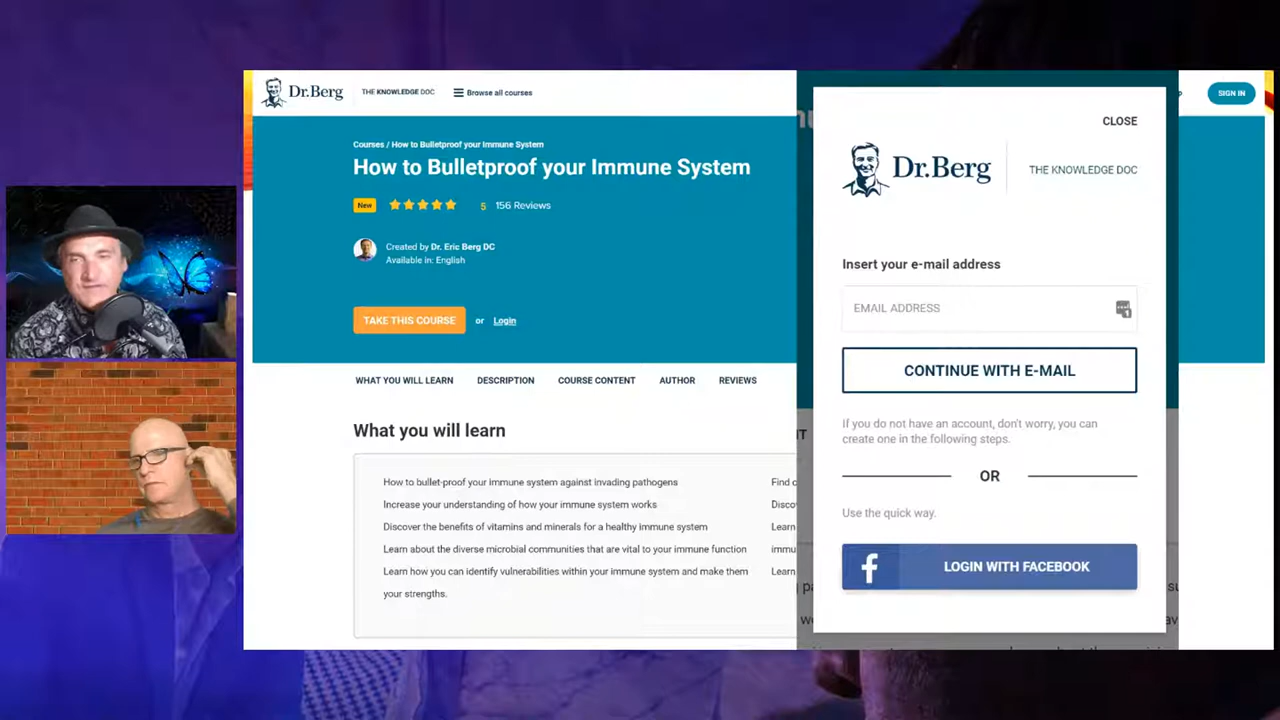 Dr.Berg
THE KNOWLEDGE DOC
Browse all courses
SIGN IN
Courses / How to Bulletproof your Immune System
How to Bulletproof your Immune System
New
5
156 Reviews
Created by Dr. Eric Berg DC
Available in: English
TAKE THIS COURSE
or
Login
WHAT YOU WILL LEARN
DESCRIPTION
COURSE CONTENT
AUTHOR
REVIEWS
What you will learn
How to bullet-proof your immune system against invading pathogens
Increase your understanding of how your immune system works
Discover the benefits of vitamins and minerals for a healthy immune system
Learn about the diverse microbial communities that are vital to your immune function
Learn how you can identify vulnerabilities within your immune system and make them
your strengths.
Find
Learn
CLOSE
Dr.Berg
THE KNOWLEDGE DOC
Insert your e-mail address
EMAIL ADDRESS
CONTINUE WITH E-MAIL
If you do not have an account, don't worry, you can
create one in the following steps.
OR
Use the quick way.
f
LOGIN WITH FACEBOOK